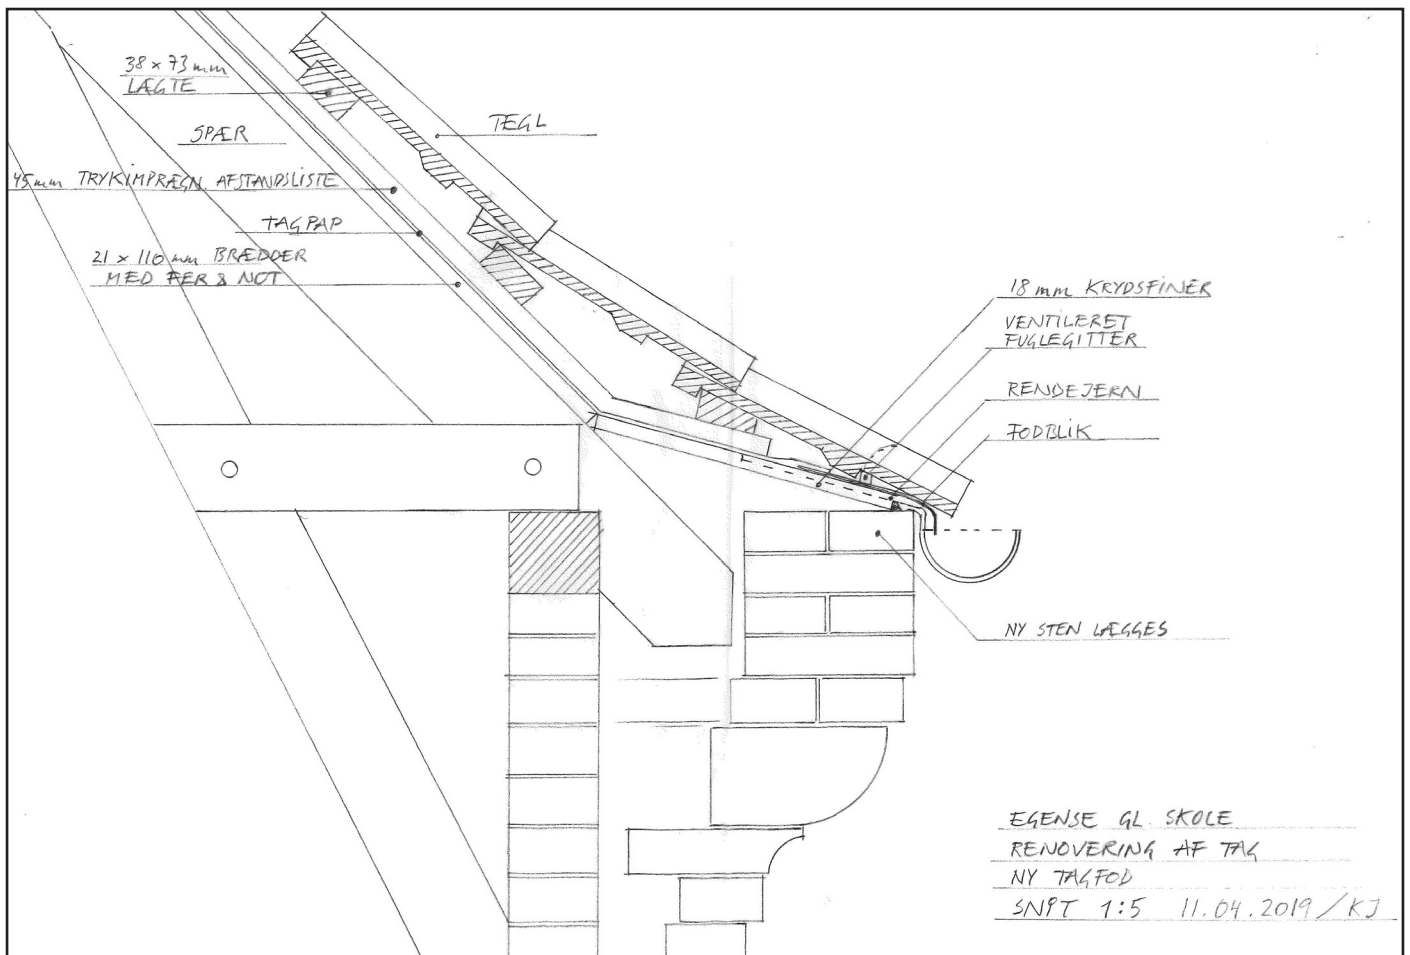 38 x 73 mm
LÆGTE
SPÆR
45 mm TRYKIMPRÆGN. AFSTANDSLISTE
TAGPAP
21 x 110 mm BRÆDDER
MED FER & NOT
TEGL
18 mm KRYDSFINER
VENTILERET
FUGLEGITTER
RENDEJERN
FODBLIK
NY STEN LÆGGES
EGENSE GL. SKOLE
RENOVERING AF TAG
NY TAGFOD
SNIT 1:5 11.04.2019 / KJ